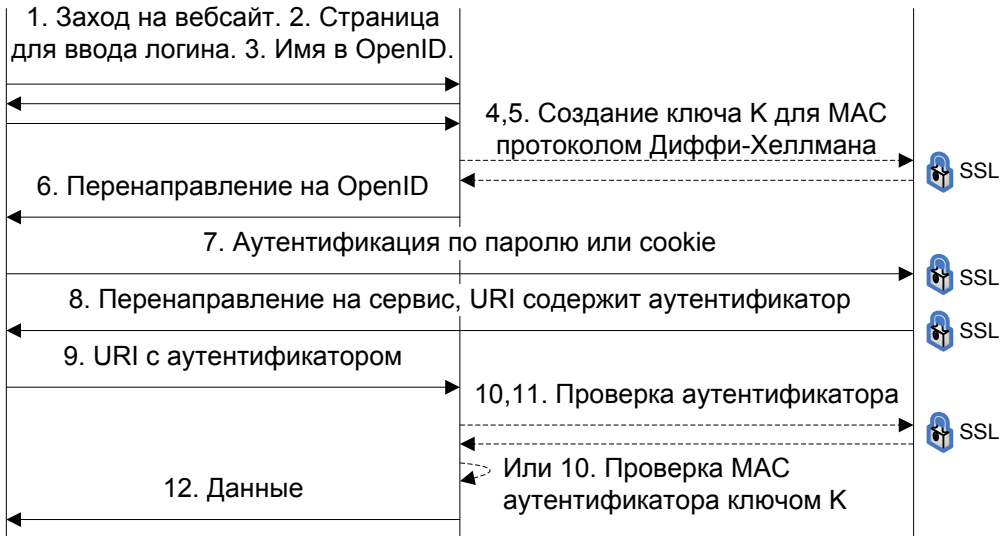 1. Заход на вебсайт. 2. Страница
для ввода логина. 3. Имя в OpenID.
4,5. Создание ключа K для MAC
протоколом Диффи-Хеллмана
SSL
6. Перенаправление на OpenID
7. Аутентификация по паролю или cookie
SSL
8. Перенаправление на сервис, URI содержит аутентификатор
SSL
9. URI с аутентификатором
10,11. Проверка аутентификатора
SSL
Или 10. Проверка MAC
аутентификатора ключом K
12. Данные